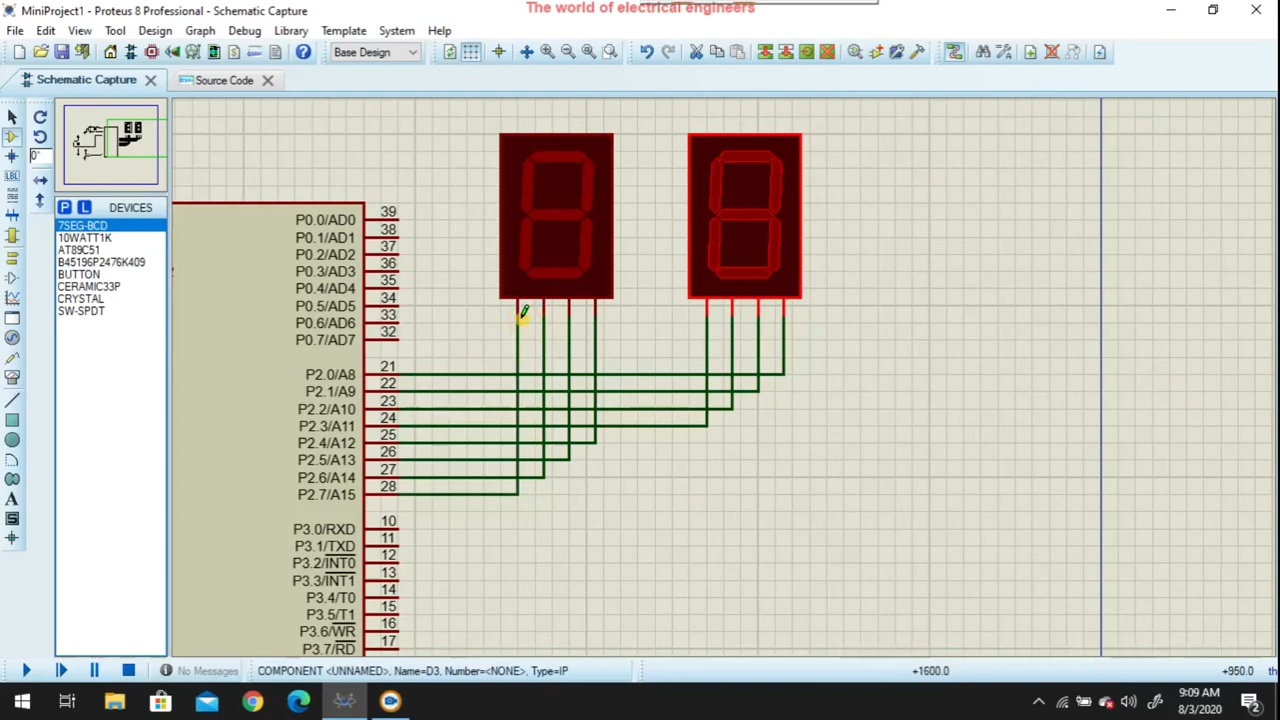 The world of electrical engineers
MiniProject1 - Proteus 8 Professional - Schematic Capture
File Edit View Tool Design Graph Debug Library Template System Help
Base Design
Schematic Capture
Source Code
0°
LBL
P L DEVICES
7SEG-BCD
10WATT1K
AT89C51
B45196P2476K409
BUTTON
CERAMIC33P
CRYSTAL
SW-SPDT
P0.0/AD0 39
P0.1/AD1 38
P0.2/AD2 37
P0.3/AD3 36
P0.4/AD4 35
P0.5/AD5 34
P0.6/AD6 33
P0.7/AD7 32
P2.0/A8 21
P2.1/A9 22
P2.2/A10 23
P2.3/A11 24
P2.4/A12 25
P2.5/A13 26
P2.6/A14 27
P2.7/A15 28
P3.0/RXD 10
P3.1/TXD 11
P3.2/INT0 12
P3.3/INT1 13
P3.4/T0 14
P3.5/T1 15
P3.6/WR 16
P3.7/RD 17
A
S
No Messages
COMPONENT <UNNAMED>, Name=D3, Number=<NONE>, Type=IP
+1600.0
+950.0
th
9:09 AM
8/3/2020
2